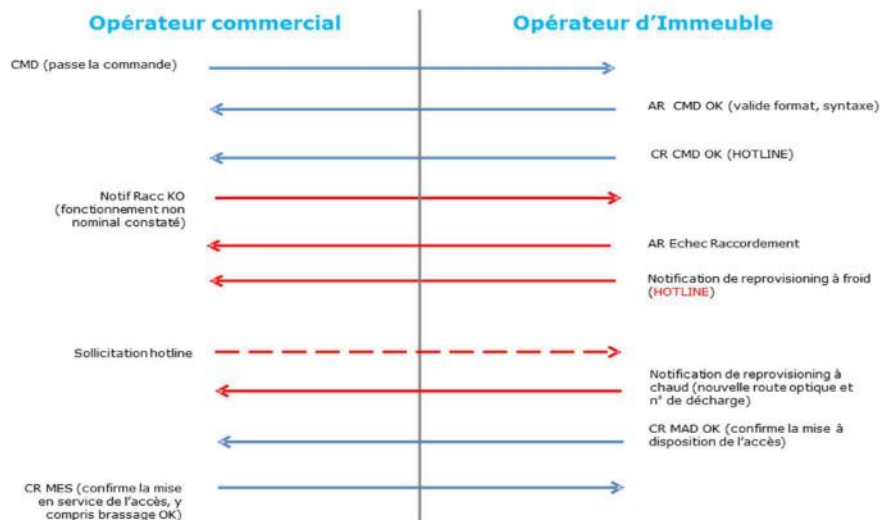 Opérateur commercial
Opérateur d'Immeuble
CMD (passe la commande)
AR CMD OK (valide format, syntaxe)
CR CMD OK (HOTLINE)
Notif Racc KO
(fonctionnement non
nominal constaté)
AR Echec Raccordement
Notification de reprovisioning à froid
(HOTLINE)
Sollicitation hotline
Notification de reprovisioning à
chaud (nouvelle route optique et
n° de décharge)
CR MAD OK (confirme la mise à
disposition de l'accès)
CR MES (confirme la mise
en service de l'accès, y
compris brassage OK)